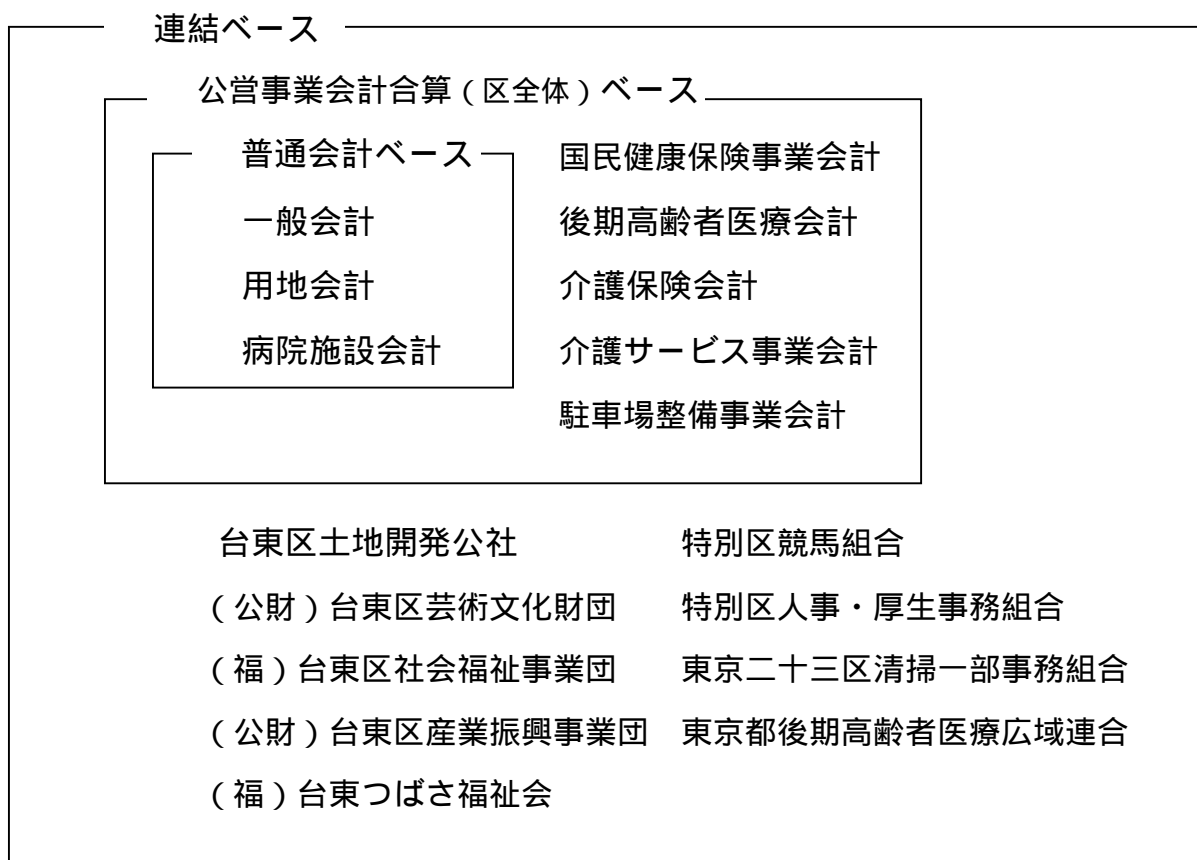 連結ベース
公営事業会計合算（区全体）ベース
普通会計ベース
一般会計
用地会計
病院施設会計
国民健康保険事業会計
後期高齢者医療会計
介護保険会計
介護サービス事業会計
駐車場整備事業会計
台東区土地開発公社
（公財）台東区芸術文化財団
（福）台東区社会福祉事業団
（公財）台東区産業振興事業団
（福）台東つばさ福祉会
特別区競馬組合
特別区人事・厚生事務組合
東京二十三区清掃一部事務組合
東京都後期高齢者医療広域連合